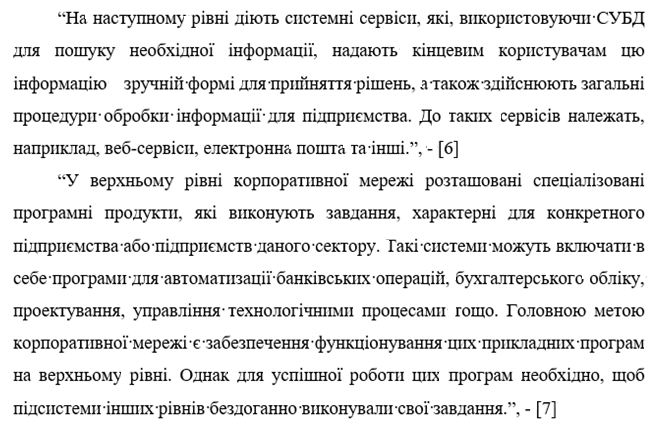 “На наступному рівні діють системні сервіси, які, використовуючи СУБД
для пошуку необхідної інформації, надають кінцевим користувачам цю
інформацію зручній формі для прийняття рішень, а також здійснюють загальні
процедури обробки інформації для підприємства. До таких сервісів належать,
наприклад, веб-сервіси, електронна пошта та інші.”, - [6]
“У верхньому рівні корпоративної мережі розташовані спеціалізовані
програмні продукти, які виконують завдання, характерні для конкретного
підприємства або підприємств даного сектору. Такі системи можуть включати в
себе програми для автоматизації банківських операцій, бухгалтерського обліку,
проектування, управління технологічними процесами тощо. Головною метою
корпоративної мережі є забезпечення функціонування цих прикладних програм
на верхньому рівні. Однак для успішної роботи цих програм необхідно, щоб
підсистеми інших рівнів бездоганно виконували свої завдання.”, - [7]